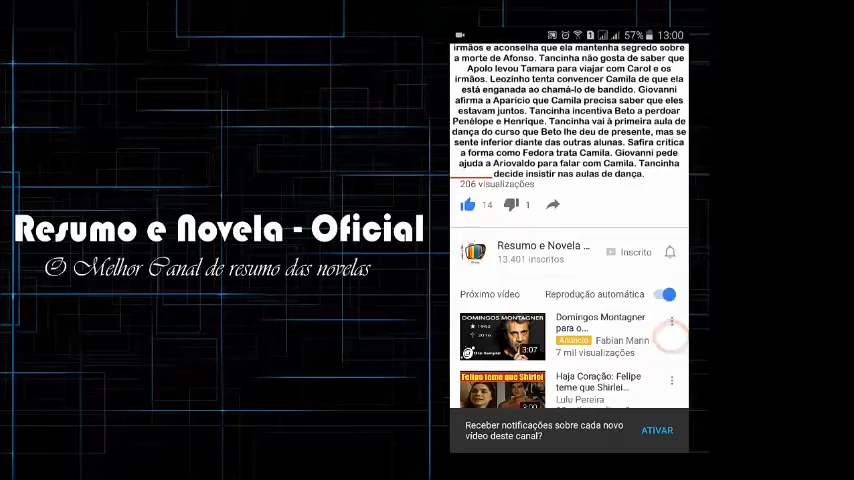 Resumo e Novela - Oficial
O Melhor Canal de resumo das novelas
57% 13:00
irmãos e aconselha que ela mantenha segredo sobre
a morte de Afonso. Tancinha não gosta de saber que
Apolo levou Tamara para viajar com Carol e os
irmãos. Leozinho tenta convencer Camila de que ela
está enganada ao chamá-lo de bandido. Giovanni
afirma a Aparício que Camila precisa saber que eles
estavam juntos. Tancinha incentiva Beto a perdoar
Penélope e Henrique. Tancinha vai à primeira aula de
dança do curso que Beto lhe deu de presente, mas se
sente inferior diante das outras alunas. Safira critica
a forma como Fedora trata Camila. Giovanni pede
ajuda a Ariovaldo para falar com Camila. Tancinha
decide insistir nas aulas de dança.
206 visualizações
14 1
Resumo e Novela ...
Inscrito
13.401 inscritos
Próximo vídeo Reprodução automática
DOMINGOS MONTAGNER
1962
2016
3:07
Domingos Montagner
para o...
Anúncio Fabian Marin
7 mil visualizações
Felipe teme que Shirlei
Haja Coração: Felipe
teme que Shirlei...
Lulu Pereira
Receber notificações sobre cada novo
vídeo deste canal?
ATIVAR